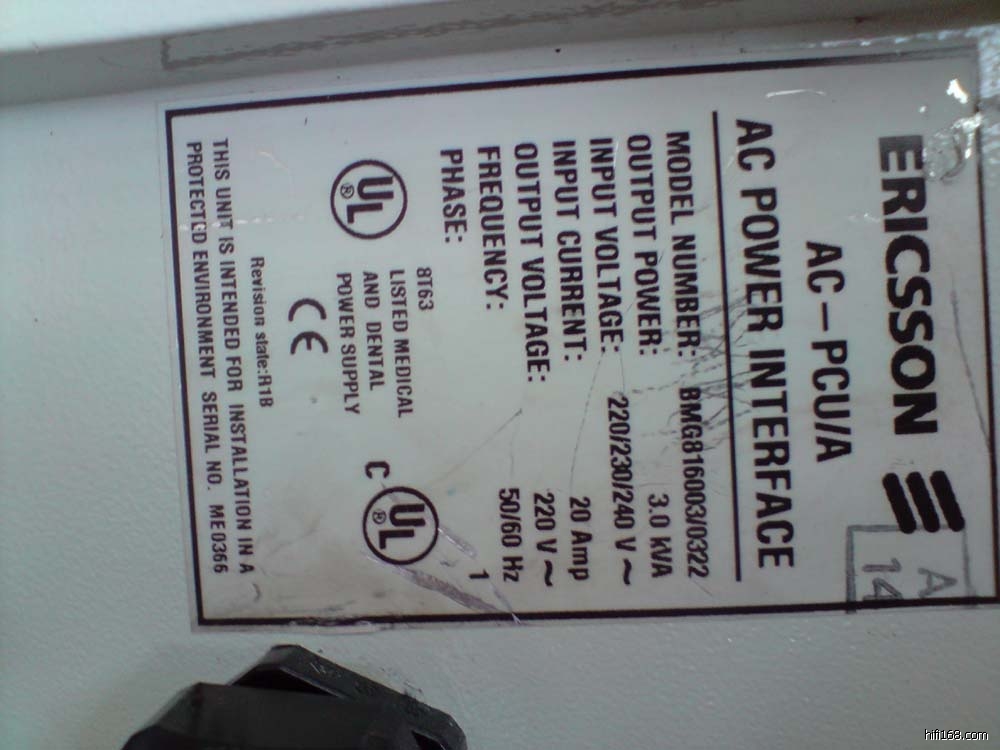 ERICSSON
AC-PCU/A
AC POWER INTERFACE
A
14
MODEL NUMBER: BMG816003/0322
OUTPUT POWER: 3.0 kVA
INPUT VOLTAGE: 220/230/240 V ~
INPUT CURRENT: 20 Amp
OUTPUT VOLTAGE: 220 V ~
FREQUENCY: 50/60 Hz
PHASE: 1
UL ®
8T63
LISTED MEDICAL
AND DENTAL
POWER SUPPLY
C UL ®
CE
Revision state:R1B
THIS UNIT IS INTENDED FOR INSTALLATION IN A
PROTECTED ENVIRONMENT SERIAL NO. ME0366
hifi168.com